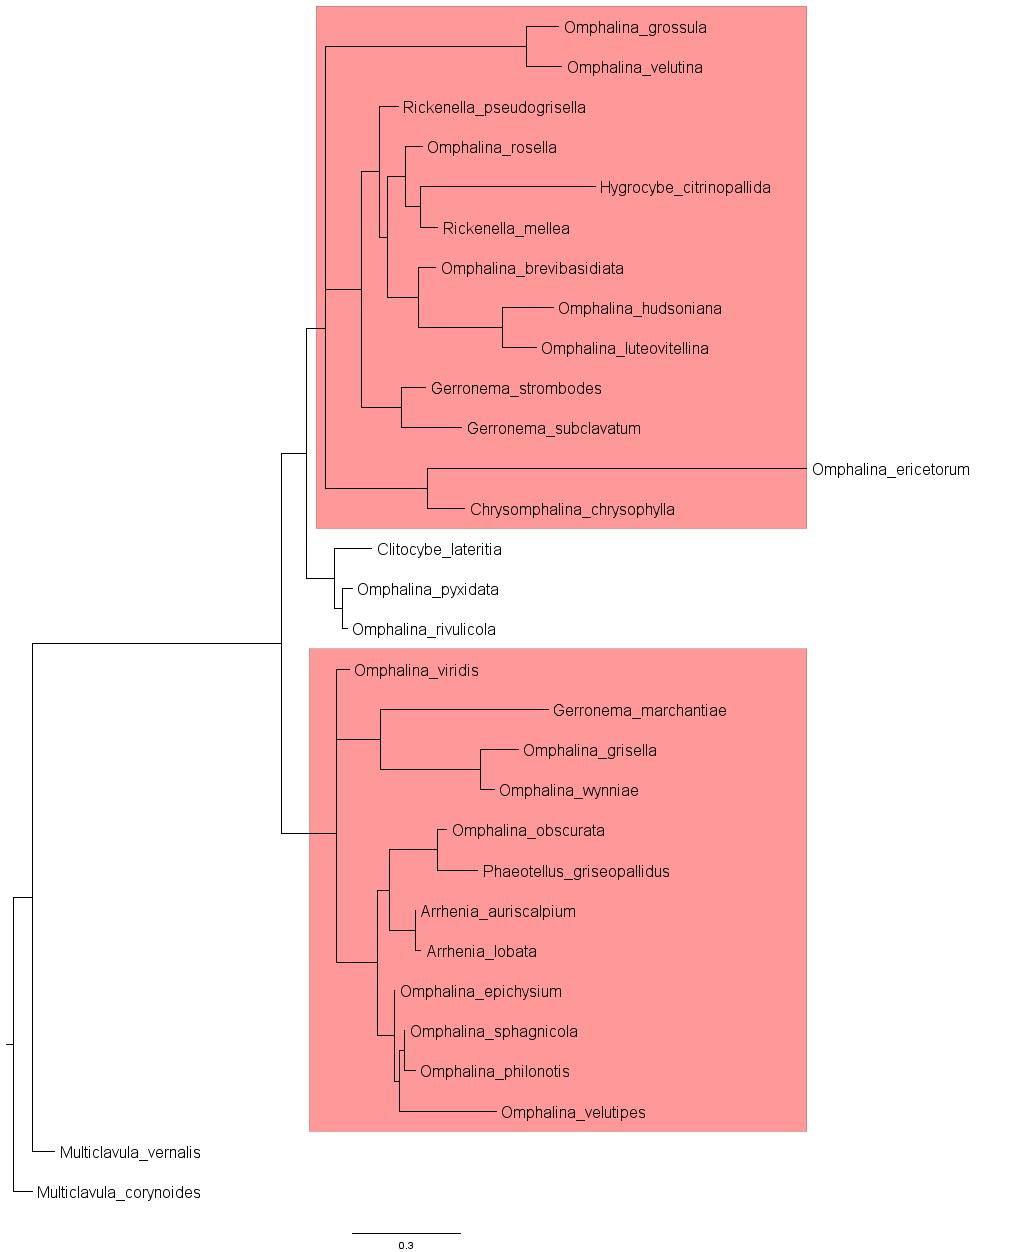 Omphalina_grossula
Omphalina_velutina
Rickenella_pseudogrisella
Omphalina_rosella
Hygrocybe_citrinopallida
Rickenella_mellea
Omphalina_brevibasidiata
Omphalina_hudsoniana
Omphalina_luteovitellina
Gerronema_strombodes
Gerronema_subclavatum
Omphalina_ericetorum
Chrysomphalina_chrysophylla
Clitocybe_lateritia
Omphalina_pyxidata
Omphalina_rivulicola
Omphalina_viridis
Gerronema_marchantiae
Omphalina_grisella
Omphalina_wynniae
Omphalina_obscurata
Phaeotellus_griseopallidus
Arrhenia_auriscalpium
Arrhenia_lobata
Omphalina_epichysium
Omphalina_sphagnicola
Omphalina_philonotis
Omphalina_velutipes
Multiclavula_vernalis
Multiclavula_corynoides
0.3